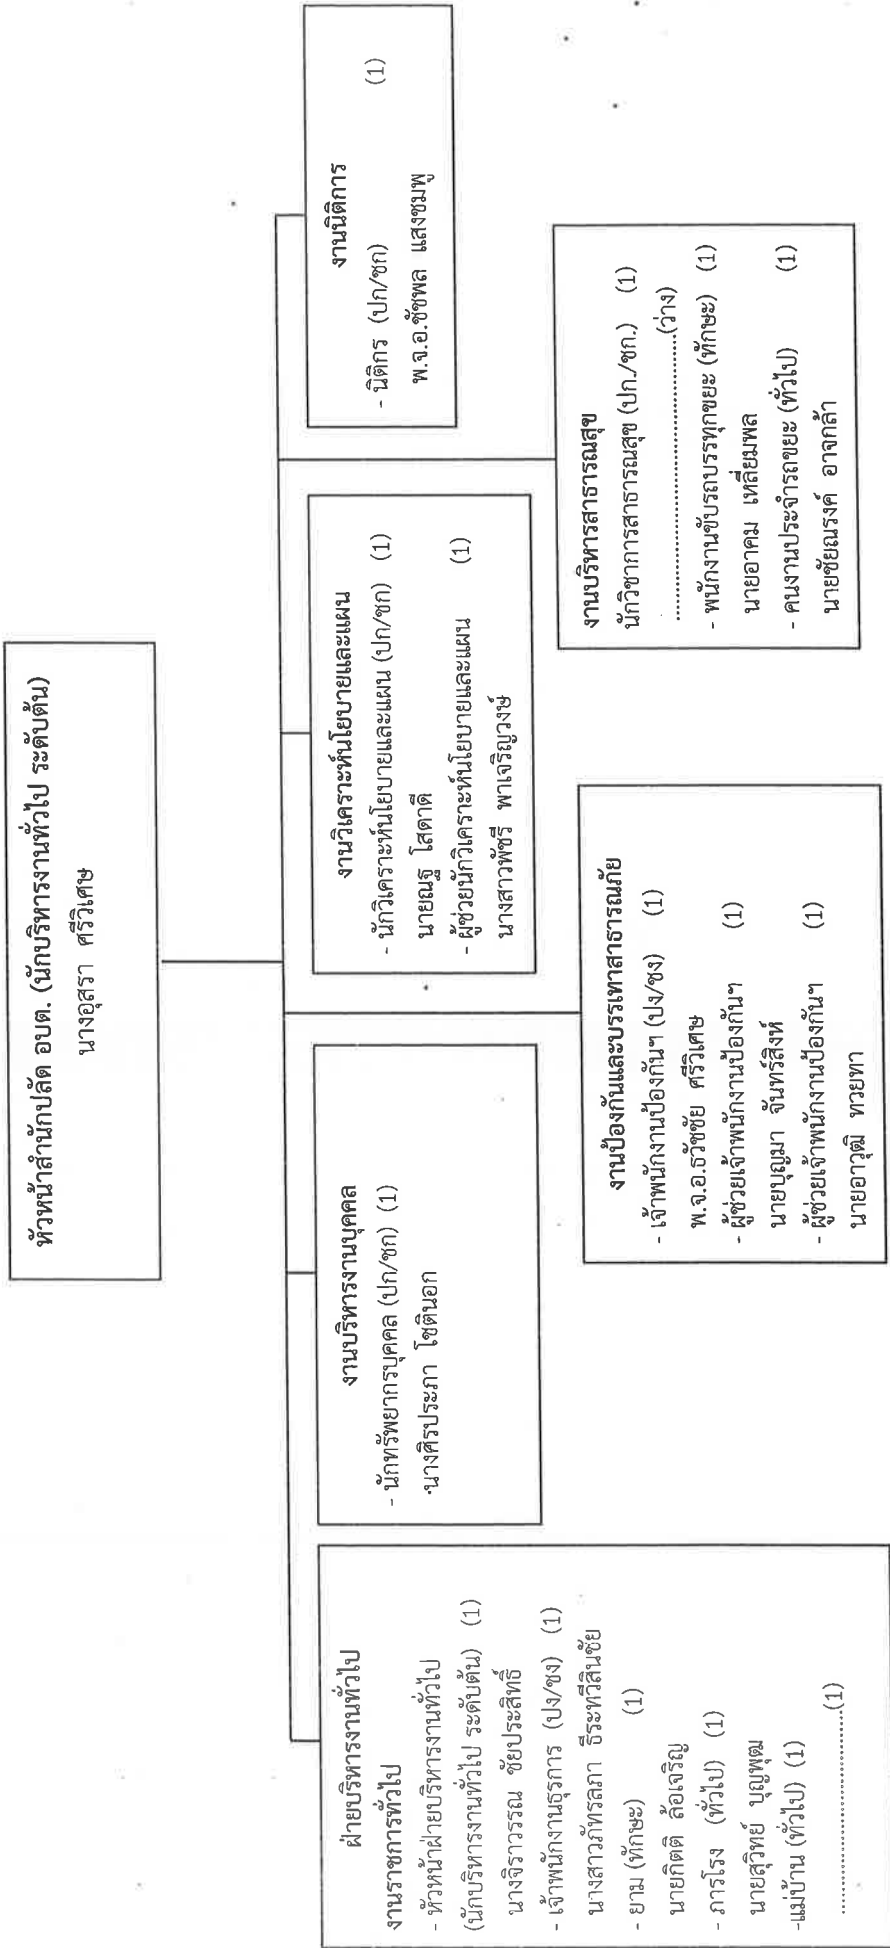 หัวหน้าสำนักปลัด อบต. (นักบริหารงานทั่วไป ระดับต้น)
นางอุสรา ศรีวิเศษ
ฝ่ายบริหารงานทั่วไป
งานราชการทั่วไป
- หัวหน้าฝ่ายบริหารงานทั่วไป
(นักบริหารงานทั่วไป ระดับต้น) (1)
นางจิราวรรณ ชัยประสิทธิ์
- เจ้าพนักงานธุรการ (ปง/ชง) (1)
นางสาวภัทรลภา ธีระทวีสินชัย
- ยาม (ทักษะ) (1)
นายกิตติ ล้อเจริญ
- ภารโรง (ทั่วไป) (1)
นายสุวิทย์ บุญพุฒ
-แม่บ้าน (ทั่วไป) (1)
........................................(1)
งานบริหารงานบุคคล
- นักทรัพยากรบุคคล (ปก/ชก) (1)
นางศิรประภา โชตินอก
งานวิเคราะห์นโยบายและแผน
- นักวิเคราะห์นโยบายและแผน (ปก/ชก) (1)
นายณฐ โสดาดี
- ผู้ช่วยนักวิเคราะห์นโยบายและแผน (1)
นางสาวพัชรี พาเจริญวงษ์
งานนิติการ
- นิติกร (ปก/ชก) (1)
พ.จ.อ.ชัชพล แสงชมพู
งานป้องกันและบรรเทาสาธารณภัย
- เจ้าพนักงานป้องกันฯ (ปง/ชง) (1)
พ.จ.อ.ธวัชชัย ศรีวิเศษ
- ผู้ช่วยเจ้าพนักงานป้องกันฯ (1)
นายบุญมา จันทร์สิงห์
- ผู้ช่วยเจ้าพนักงานป้องกันฯ (1)
นายอาวุฒิ ทวยทา
งานบริหารสาธารณสุข
นักวิชาการสาธารณสุข (ปก./ชก.) (1)
........................................(ว่าง)
- พนักงานขับรถบรรทุกขยะ (ทักษะ) (1)
นายอาคม เหลี่ยมพล
- คนงานประจำรถขยะ (ทั่วไป) (1)
นายชัยณรงค์ อาจกล้า